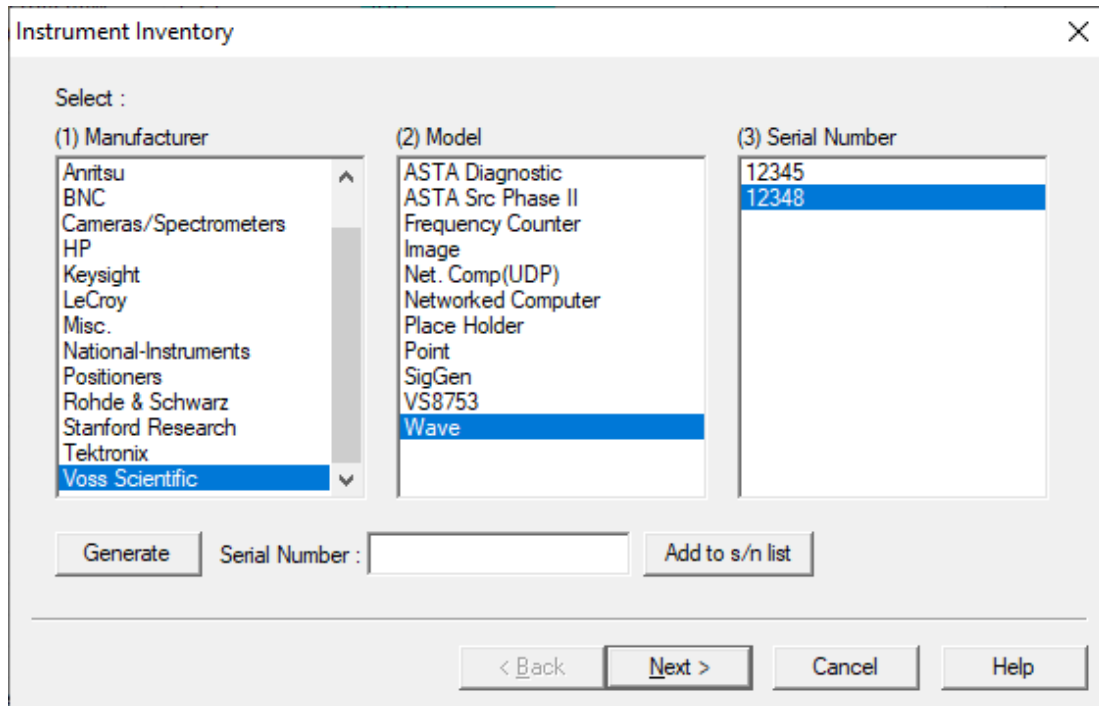 Instrument Inventory
Select :
(1) Manufacturer
Anritsu
BNC
Cameras/Spectrometers
HP
Keysight
LeCroy
Misc.
National-Instruments
Positioners
Rohde & Schwarz
Stanford Research
Tektronix
Voss Scientific
(2) Model
ASTA Diagnostic
ASTA Src Phase II
Frequency Counter
Image
Net. Comp(UDP)
Networked Computer
Place Holder
Point
SigGen
VS8753
Wave
(3) Serial Number
12345
12348
Generate
Serial Number :
Add to s/n list
< Back
Next >
Cancel
Help